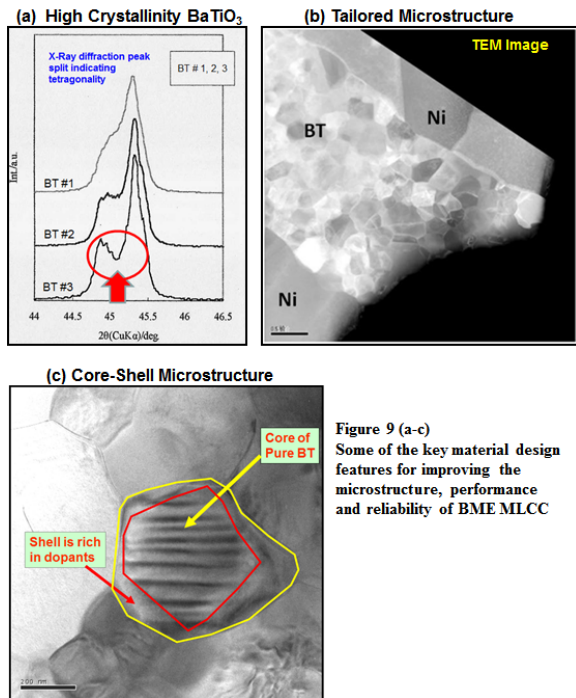 (a) High Crystallinity BaTiO₃
X-Ray diffraction peak
split indicating
tetragonality
BT # 1, 2, 3
Int./a.u.
BT #1
BT #2
BT #3
44
44.5
45
45.5
46
46.5
2θ(CuKα)/deg.
(b) Tailored Microstructure
TEM Image
BT
Ni
Ni
(c) Core-Shell Microstructure
Core of
Pure BT
Shell is rich
in dopants
200 nm
Figure 9 (a-c)
Some of the key material design
features for improving the
microstructure, performance
and reliability of BME MLCC